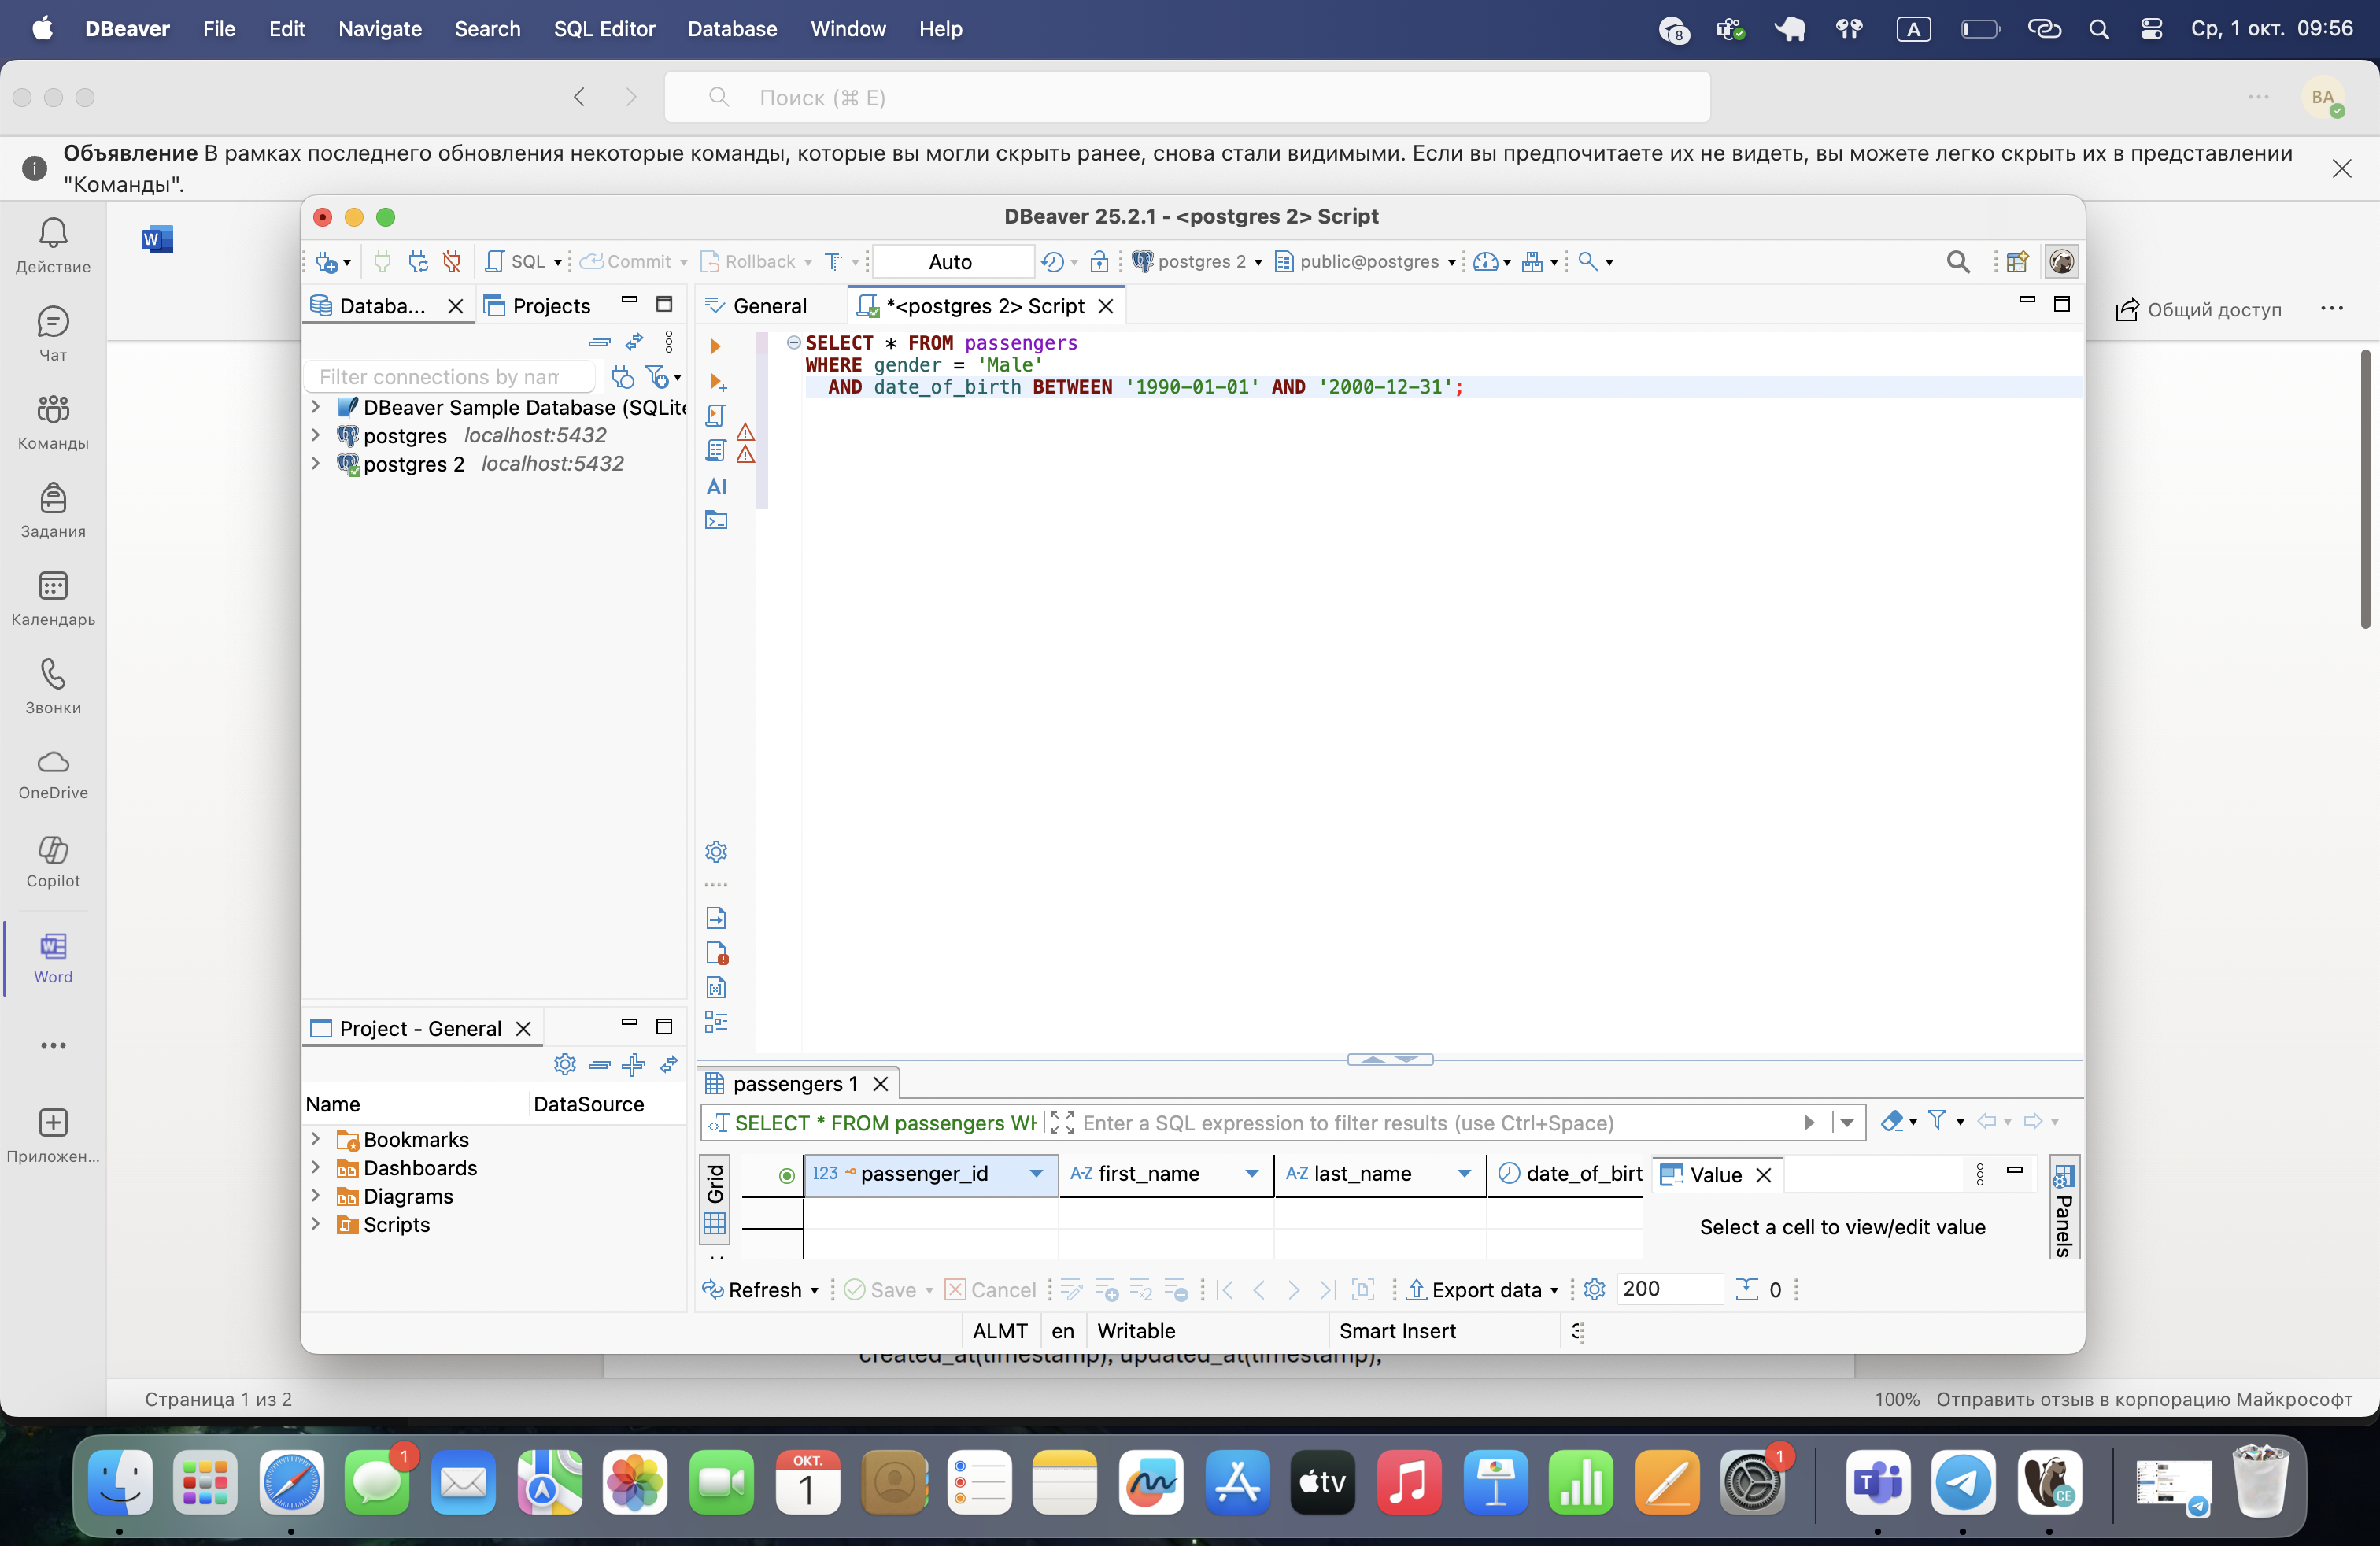 DBeaver File Edit Navigate Search SQL Editor Database Window Help 8 A Ср, 1 окт. 09:56
Поиск (⌘ E) ... BA
Объявление В рамках последнего обновления некоторые команды, которые вы могли скрыть ранее, снова стали видимыми. Если вы предпочитаете их не видеть, вы можете легко скрыть их в представлении
"Команды".
Действие
Чат
Команды
Задания
Календарь
Звонки
OneDrive
Copilot
Word
Приложен...
Общий доступ
DBeaver 25.2.1 - <postgres 2> Script
SQL Commit Rollback Auto postgres 2 public@postgres
Databa... Projects
General *<postgres 2> Script
Filter connections by nam
DBeaver Sample Database (SQLite
postgres localhost:5432
postgres 2 localhost:5432
AI
SELECT * FROM passengers
WHERE gender = 'Male'
AND date_of_birth BETWEEN '1990-01-01' AND '2000-12-31';
Project - General
Name DataSource
Bookmarks
Dashboards
Diagrams
Scripts
passengers 1
SELECT * FROM passengers WH Enter a SQL expression to filter results (use Ctrl+Space)
Grid
123 passenger_id A-Z first_name A-Z last_name date_of_birt
Value
Select a cell to view/edit value
Panels
Refresh Save Cancel Export data 200 0
ALMT en Writable Smart Insert
created_at(timestamp), updated_at(timestamp),
Страница 1 из 2
100% Отправить отзыв в корпорацию Майкрософт
1 ОКТ. 1 tv 1 T CE